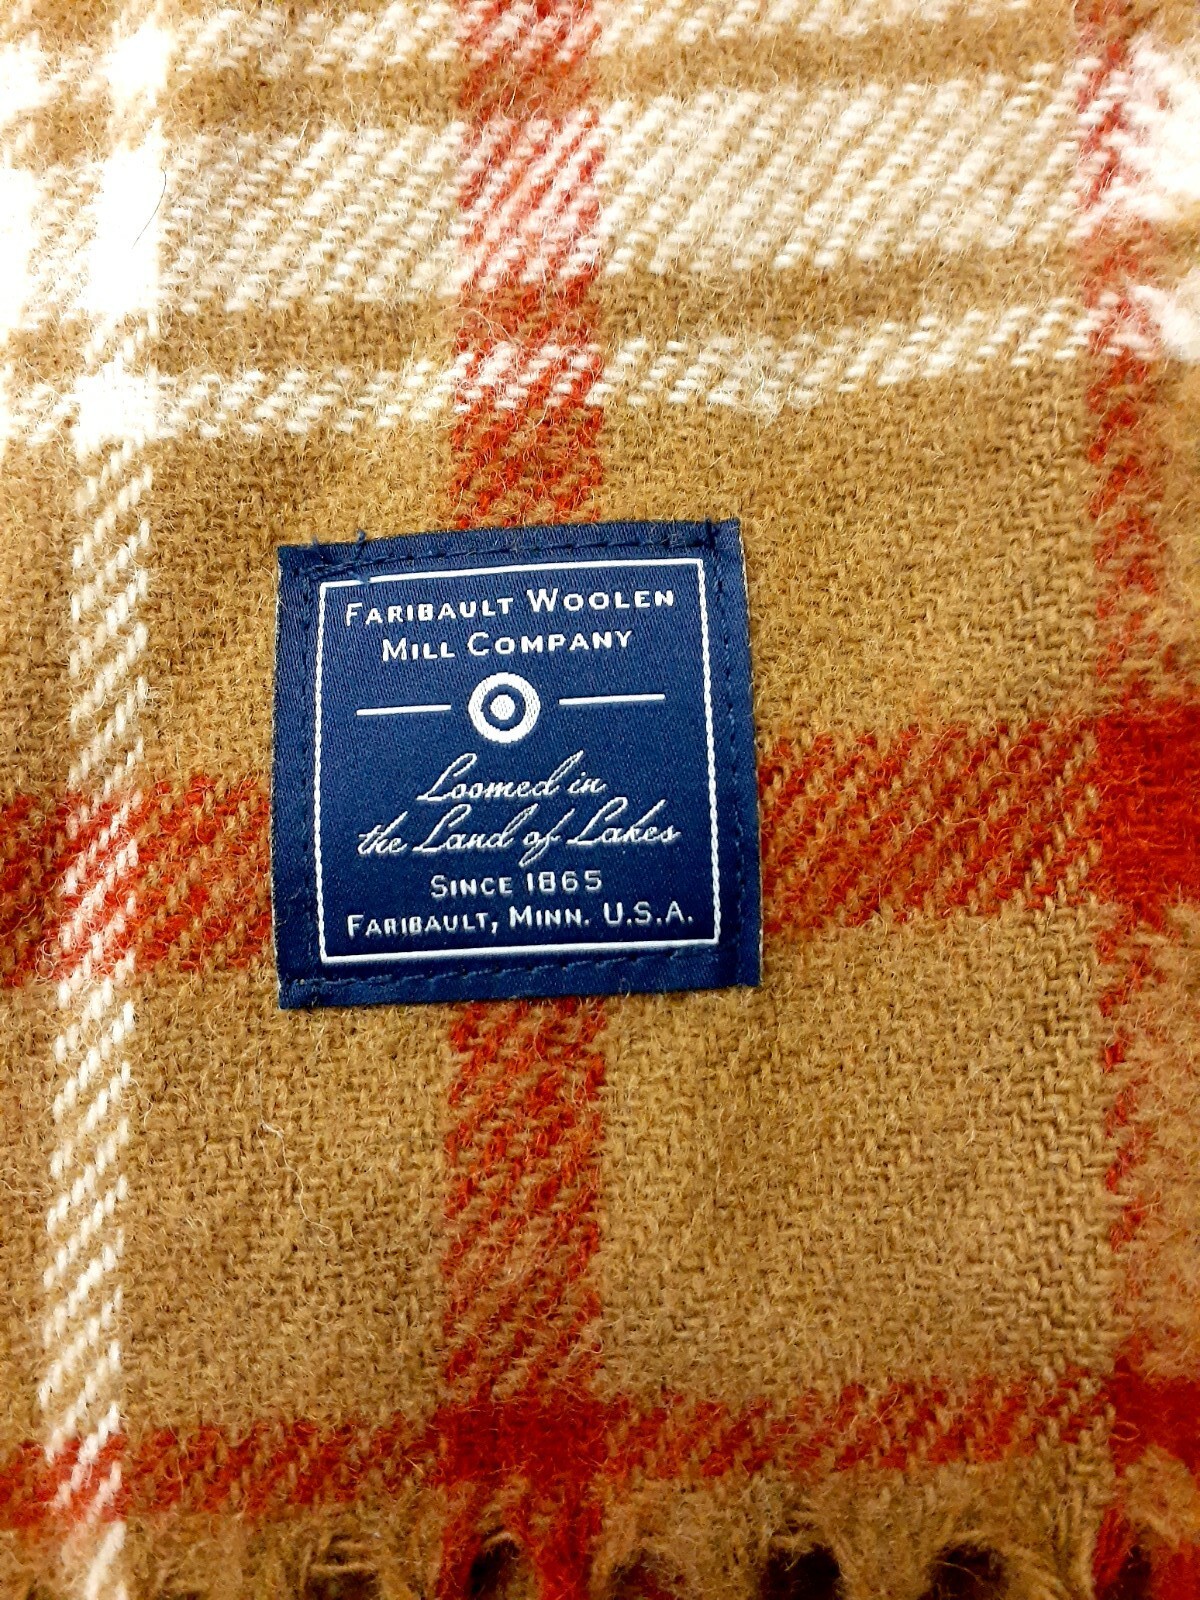 Faribault Woolen
Mill Company
Loomed in
the Land of Lakes
Since 1865
Faribault, Minn. U.S.A.